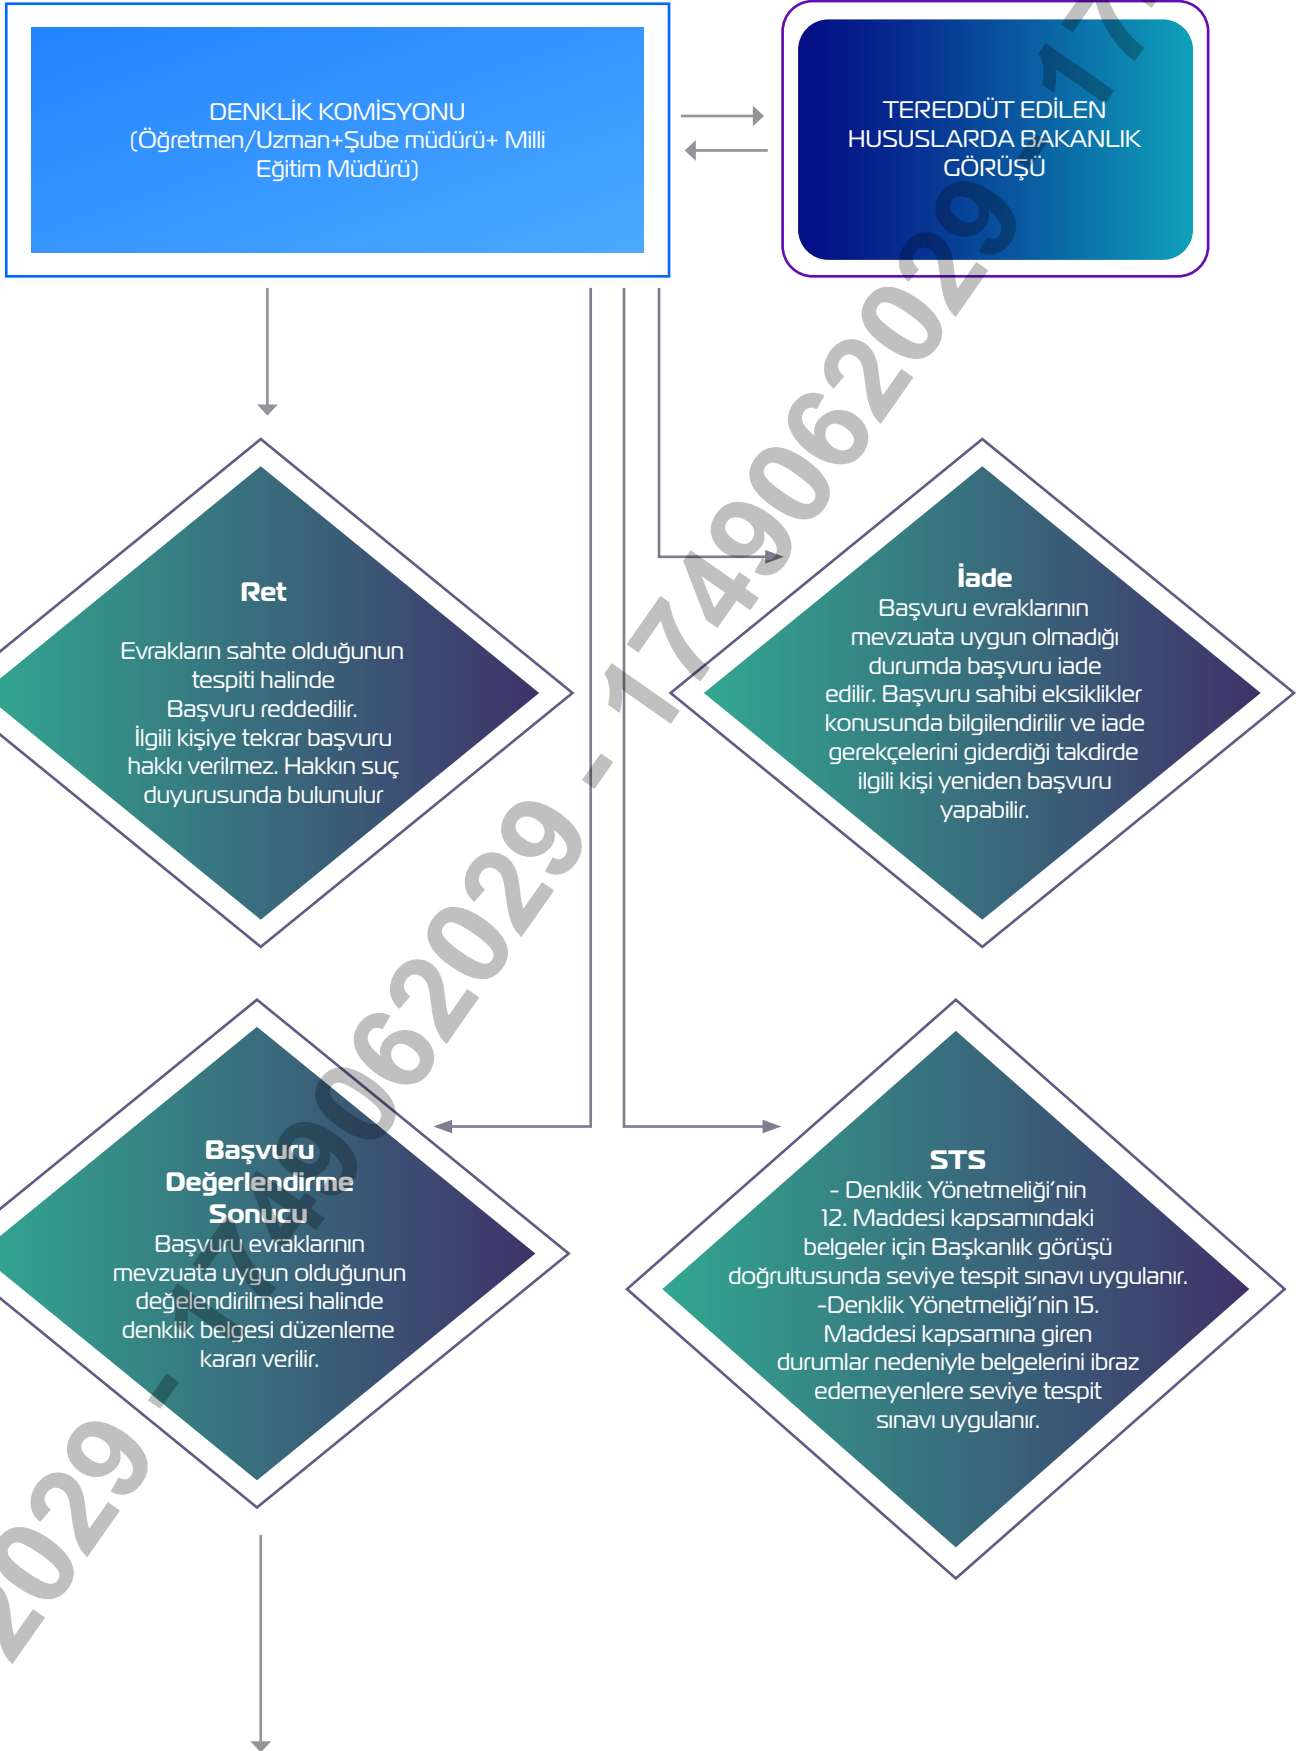 DENKLİK KOMİSYONU
(Öğretmen/Uzman+Şube müdürü+ Milli
Eğitim Müdürü)
TEREDDÜT EDİLEN
HUSUSLARDA BAKANLIK
GÖRÜŞÜ
Ret
Evrakların sahte olduğunun
tespiti halinde
Başvuru reddedilir.
İlgili kişiye tekrar başvuru
hakkı verilmez. Hakkın suç
duyurusunda bulunulur
İade
Başvuru evraklarının
mevzuata uygun olmadığı
durumda başvuru iade
edilir. Başvuru sahibi eksiklikler
konusunda bilgilendirilir ve iade
gerekçelerini giderdiği takdirde
ilgili kişi yeniden başvuru
yapabilir.
Başvuru
Değerlendirme
Sonucu
Başvuru evraklarının
mevzuata uygun olduğunun
değelendirilmesi halinde
denklik belgesi düzenleme
kararı verilir.
STS
- Denklik Yönetmeliği'nin
12. Maddesi kapsamındaki
belgeler için Başkanlık görüşü
doğrultusunda seviye tespit sınavı uygulanır.
-Denklik Yönetmeliği'nin 15.
Maddesi kapsamına giren
durumlar nedeniyle belgelerini ibraz
edemeyenlere seviye tespit
sınavı uygulanır.
2029 - 1749062029 - 1749062029 - 17